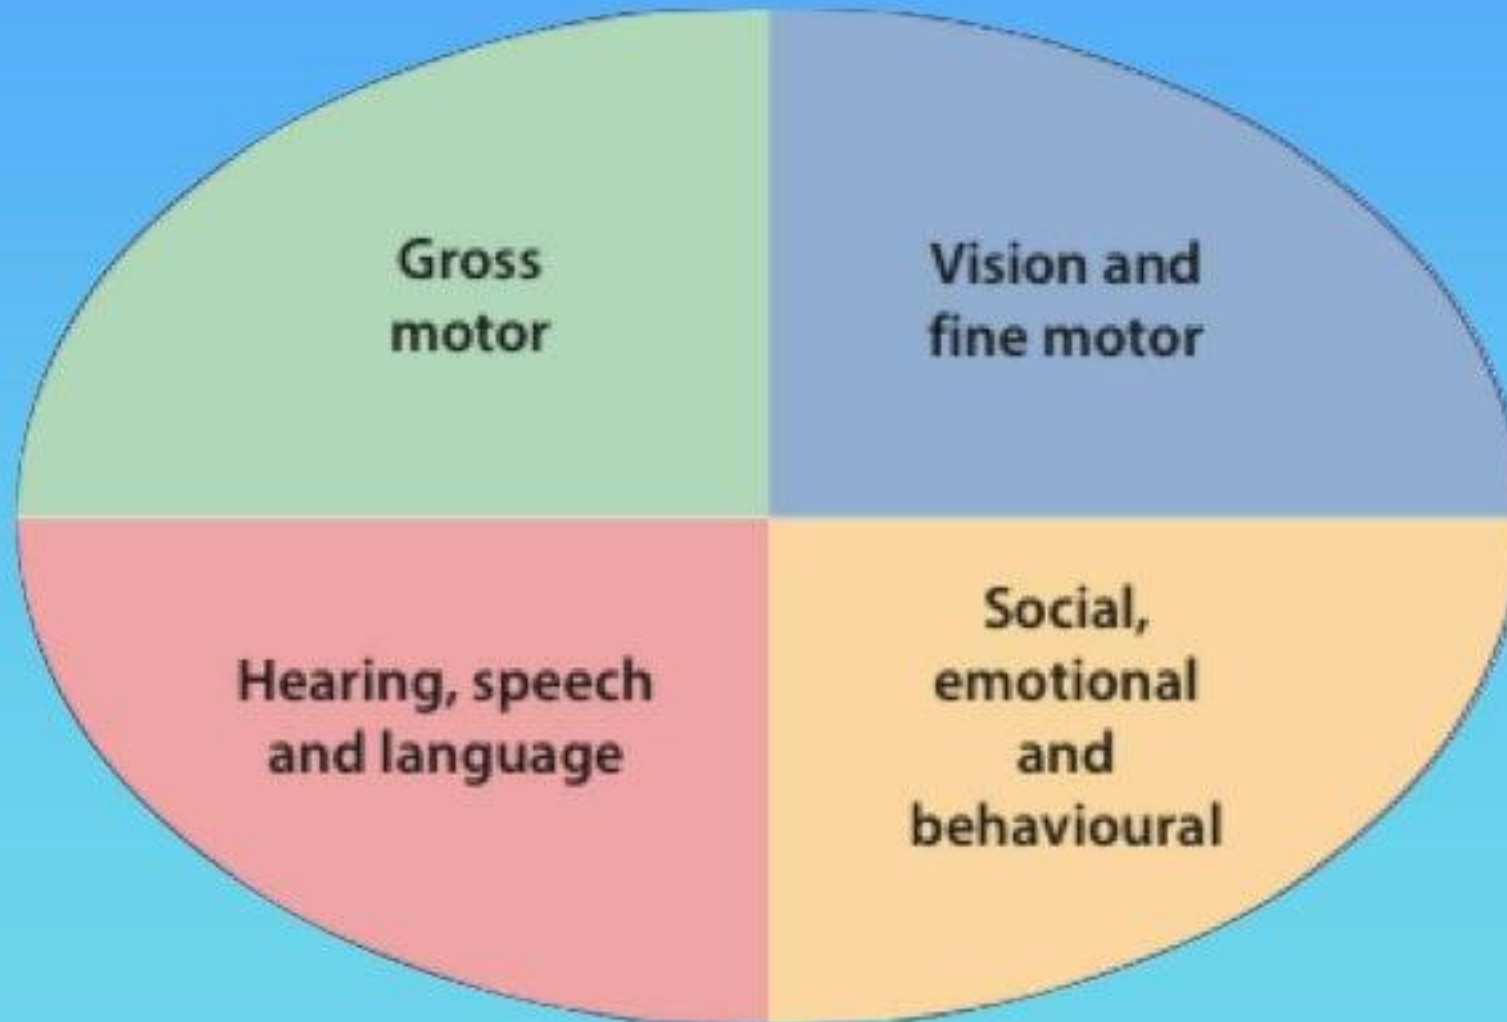 Gross
motor
Vision and
fine motor
Hearing, speech
and language
Social,
emotional
and
behavioural